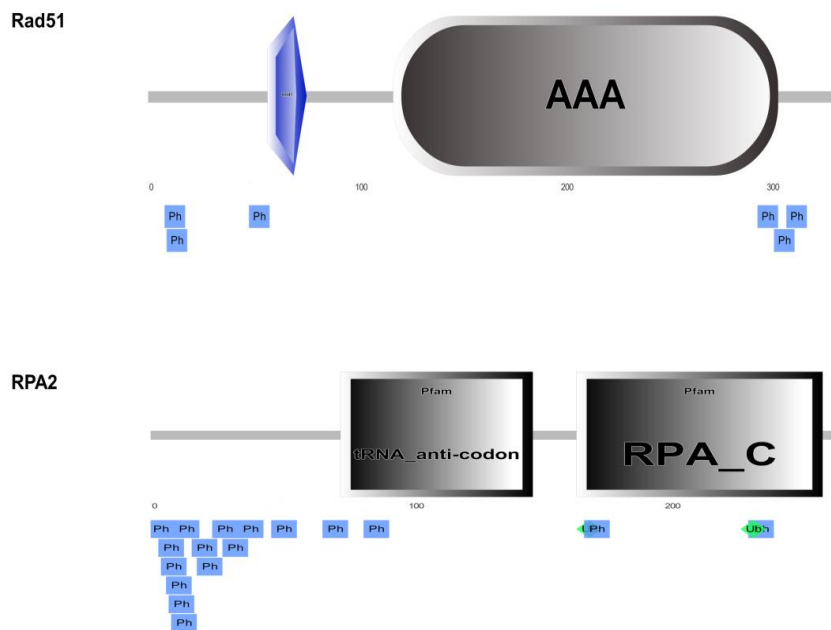 Rad51
AAA
0 100 200 300
Ph Ph Ph Ph
Ph Ph
RPA2
Pfam Pfam
tRNA_anti-codon RPA_C
0 100 200
Ph Ph Ph Ph Ph Ph Ph Ph Ub Ph
Ph Ph Ph
Ph Ph
Ph
Ph
Ph